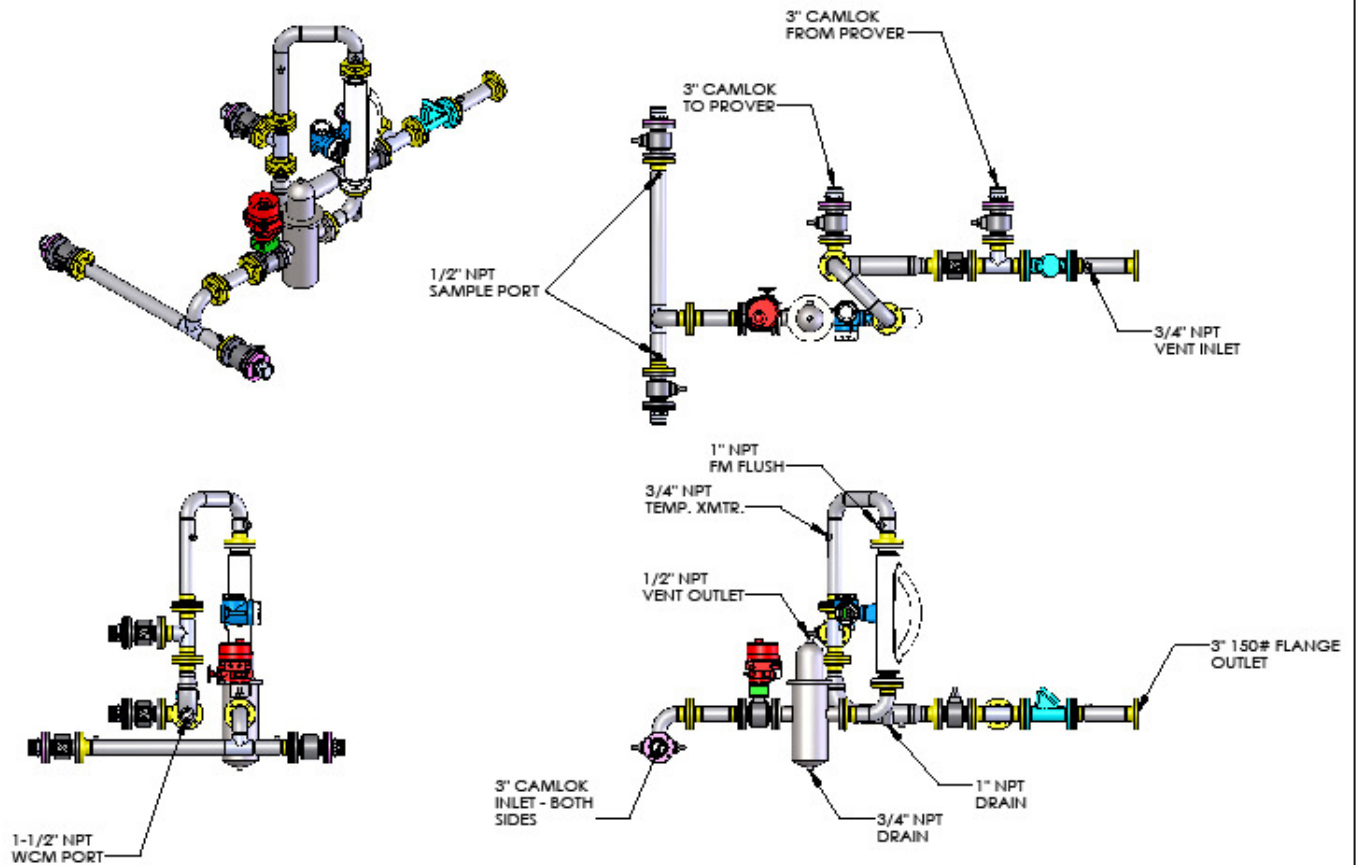 3" CAMLOK
FROM PROVER
3" CAMLOK
TO PROVER
1/2" NPT
SAMPLE PORT
3/4" NPT
VENT INLET
1" NPT
FM FLUSH
3/4" NPT
TEMP. XMTR.
1/2" NPT
VENT OUTLET
3" 150# FLANGE
OUTLET
3" CAMLOK
INLET - BOTH
SIDES
1" NPT
DRAIN
3/4" NPT
DRAIN
1-1/2" NPT
WCM PORT